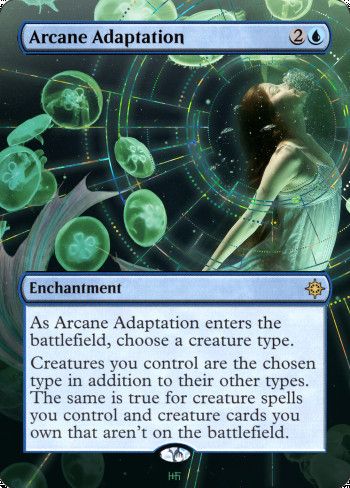 Arcane Adaptation 2
Enchantment
As Arcane Adaptation enters the
battlefield, choose a creature type.
Creatures you control are the chosen
type in addition to their other types.
The same is true for creature spells
you control and creature cards you
own that aren't on the battlefield.